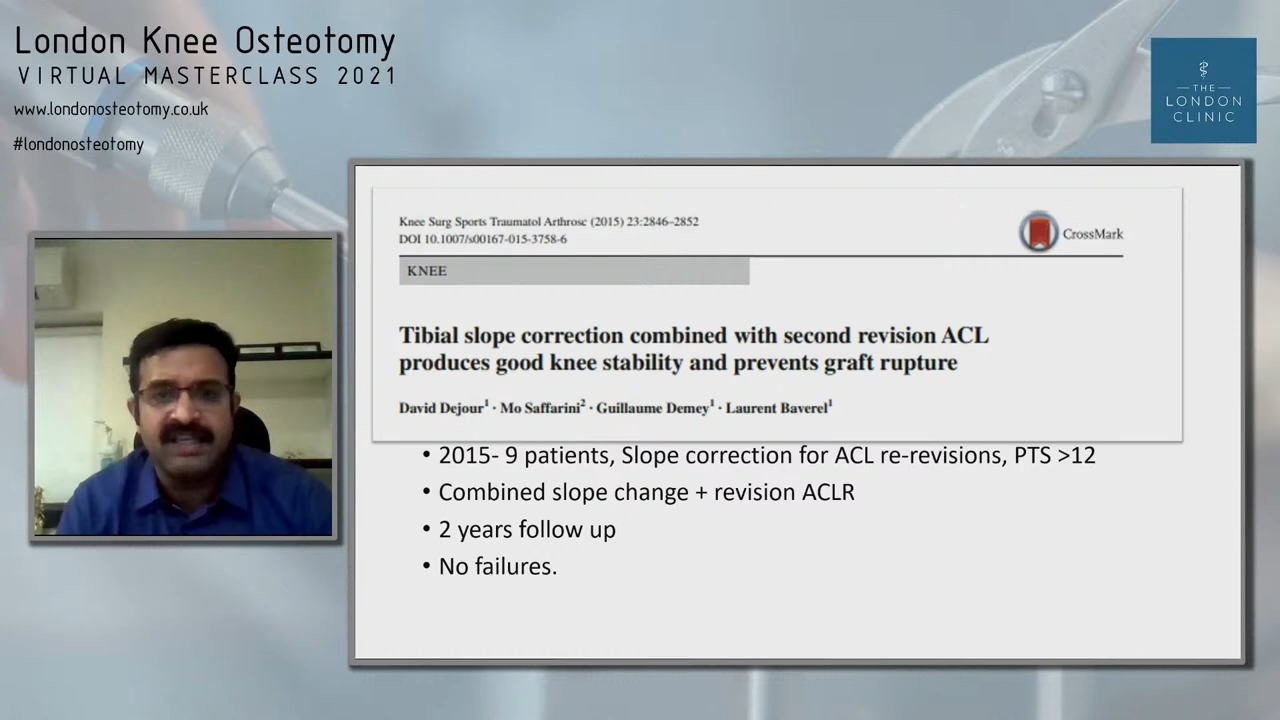 London Knee Osteotomy
VIRTUAL MASTERCLASS 2021
www.londonosteotomy.co.uk
#londonosteotomy
THE
LONDON
CLINIC
Knee Surg Sports Traumatol Arthrosc (2015) 23:2846–2852
DOI 10.1007/s00167-015-3758-6
CrossMark
KNEE
Tibial slope correction combined with second revision ACL
produces good knee stability and prevents graft rupture
David Dejour¹ · Mo Saffarini² · Guillaume Demey¹ · Laurent Baverel¹
• 2015- 9 patients, Slope correction for ACL re-revisions, PTS >12
• Combined slope change + revision ACLR
• 2 years follow up
• No failures.